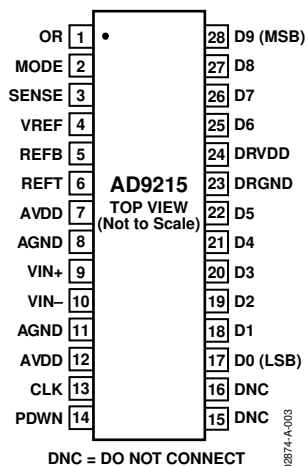 OR 1 28 D9 (MSB)
MODE 2 27 D8
SENSE 3 26 D7
VREF 4 25 D6
REFB 5 24 DRVDD
REFT 6 AD9215 23 DRGND
AVDD 7 TOP VIEW 22 D5
(Not to Scale)
AGND 8 21 D4
VIN+ 9 20 D3
VIN– 10 19 D2
AGND 11 18 D1
AVDD 12 17 D0 (LSB)
CLK 13 16 DNC
PDWN 14 15 DNC
DNC = DO NOT CONNECT